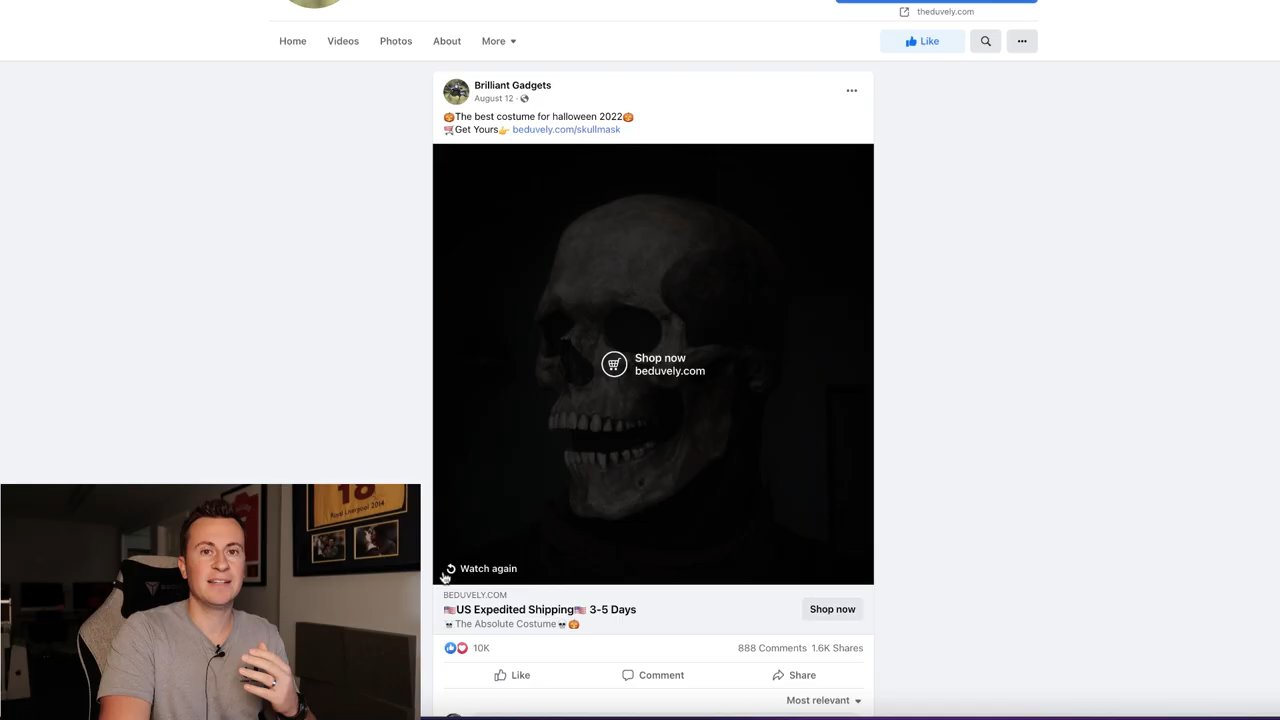 theduvely.com
Home Videos Photos About More
Like
Brilliant Gadgets
August 12 ·
🎃The best costume for halloween 2022🎃
🛒Get Yours👉 beduvely.com/skullmask
Shop now
beduvely.com
Watch again
BEDUVELY.COM
🇺🇸US Expedited Shipping🇺🇸 3-5 Days
☠️The Absolute Costume☠️🎃
Shop now
10K
888 Comments 1.6K Shares
Like Comment Share
Most relevant
18